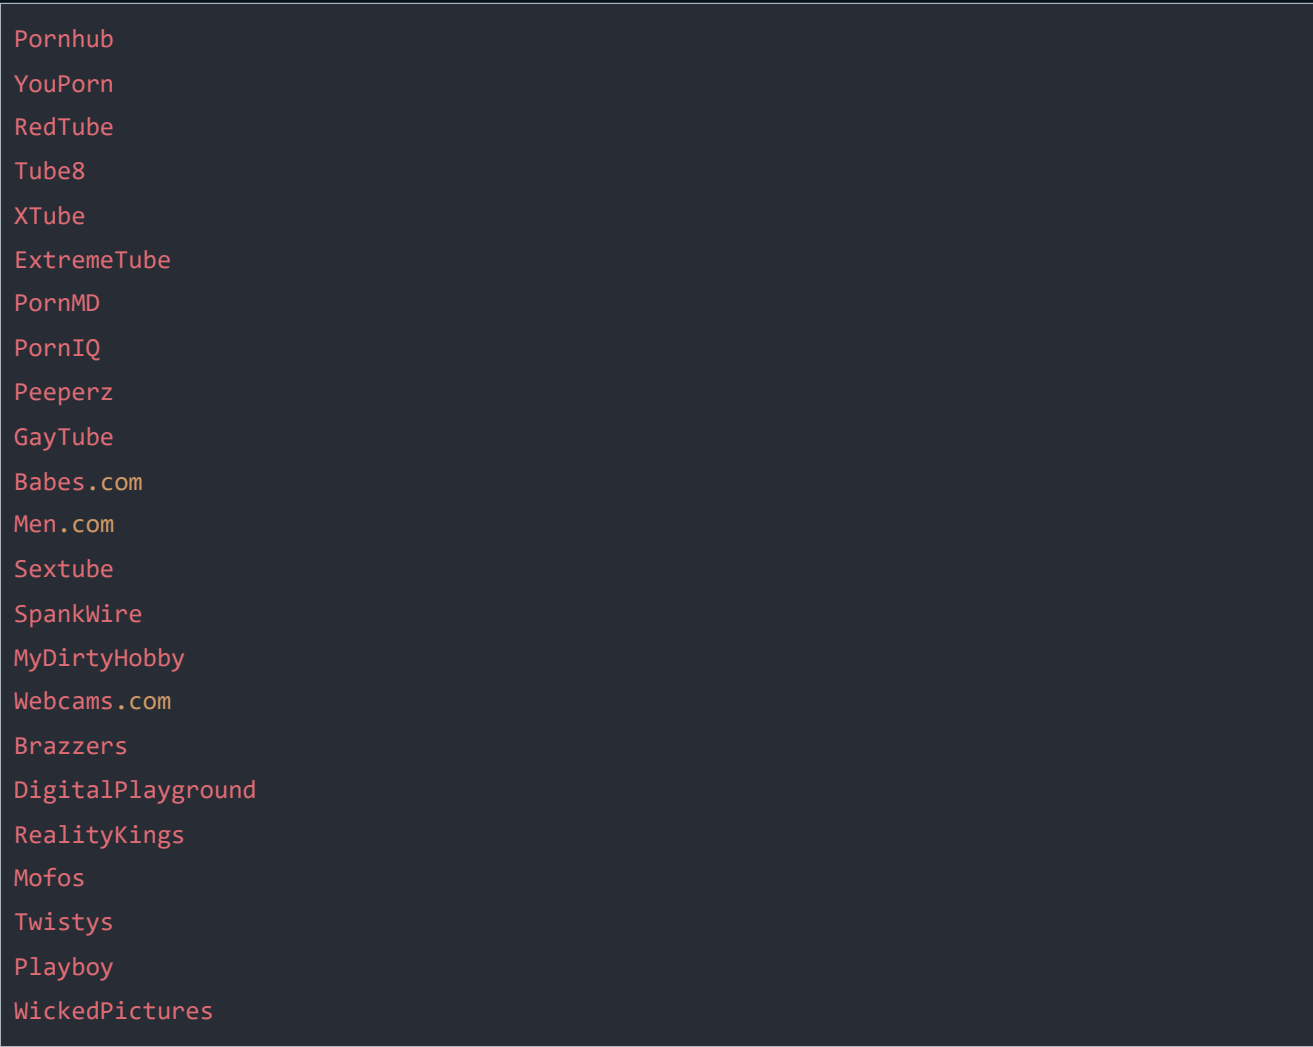 Pornhub
YouPorn
RedTube
Tube8
XTube
ExtremeTube
PornMD
PornIQ
Peeperz
GayTube
Babes.com
Men.com
Sextube
SpankWire
MyDirtyHobby
Webcams.com
Brazzers
DigitalPlayground
RealityKings
Mofos
Twistys
Playboy
WickedPictures